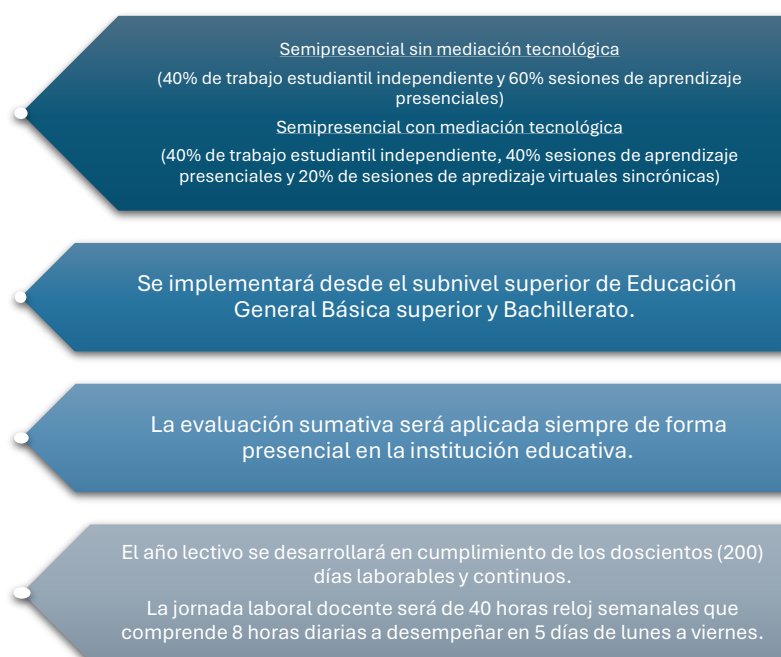 Semipresencial sin mediación tecnológica
(40% de trabajo estudiantil independiente y 60% sesiones de aprendizaje
presenciales)
Semipresencial con mediación tecnológica
(40% de trabajo estudiantil independiente, 40% sesiones de aprendizaje
presenciales y 20% de sesiones de apredizaje virtuales sincrónicas)
Se implementará desde el subnivel superior de Educación
General Básica superior y Bachillerato.
La evaluación sumativa será aplicada siempre de forma
presencial en la institución educativa.
El año lectivo se desarrollará en cumplimiento de los doscientos (200)
días laborables y continuos.
La jornada laboral docente será de 40 horas reloj semanales que
comprende 8 horas diarias a desempeñar en 5 días de lunes a viernes.